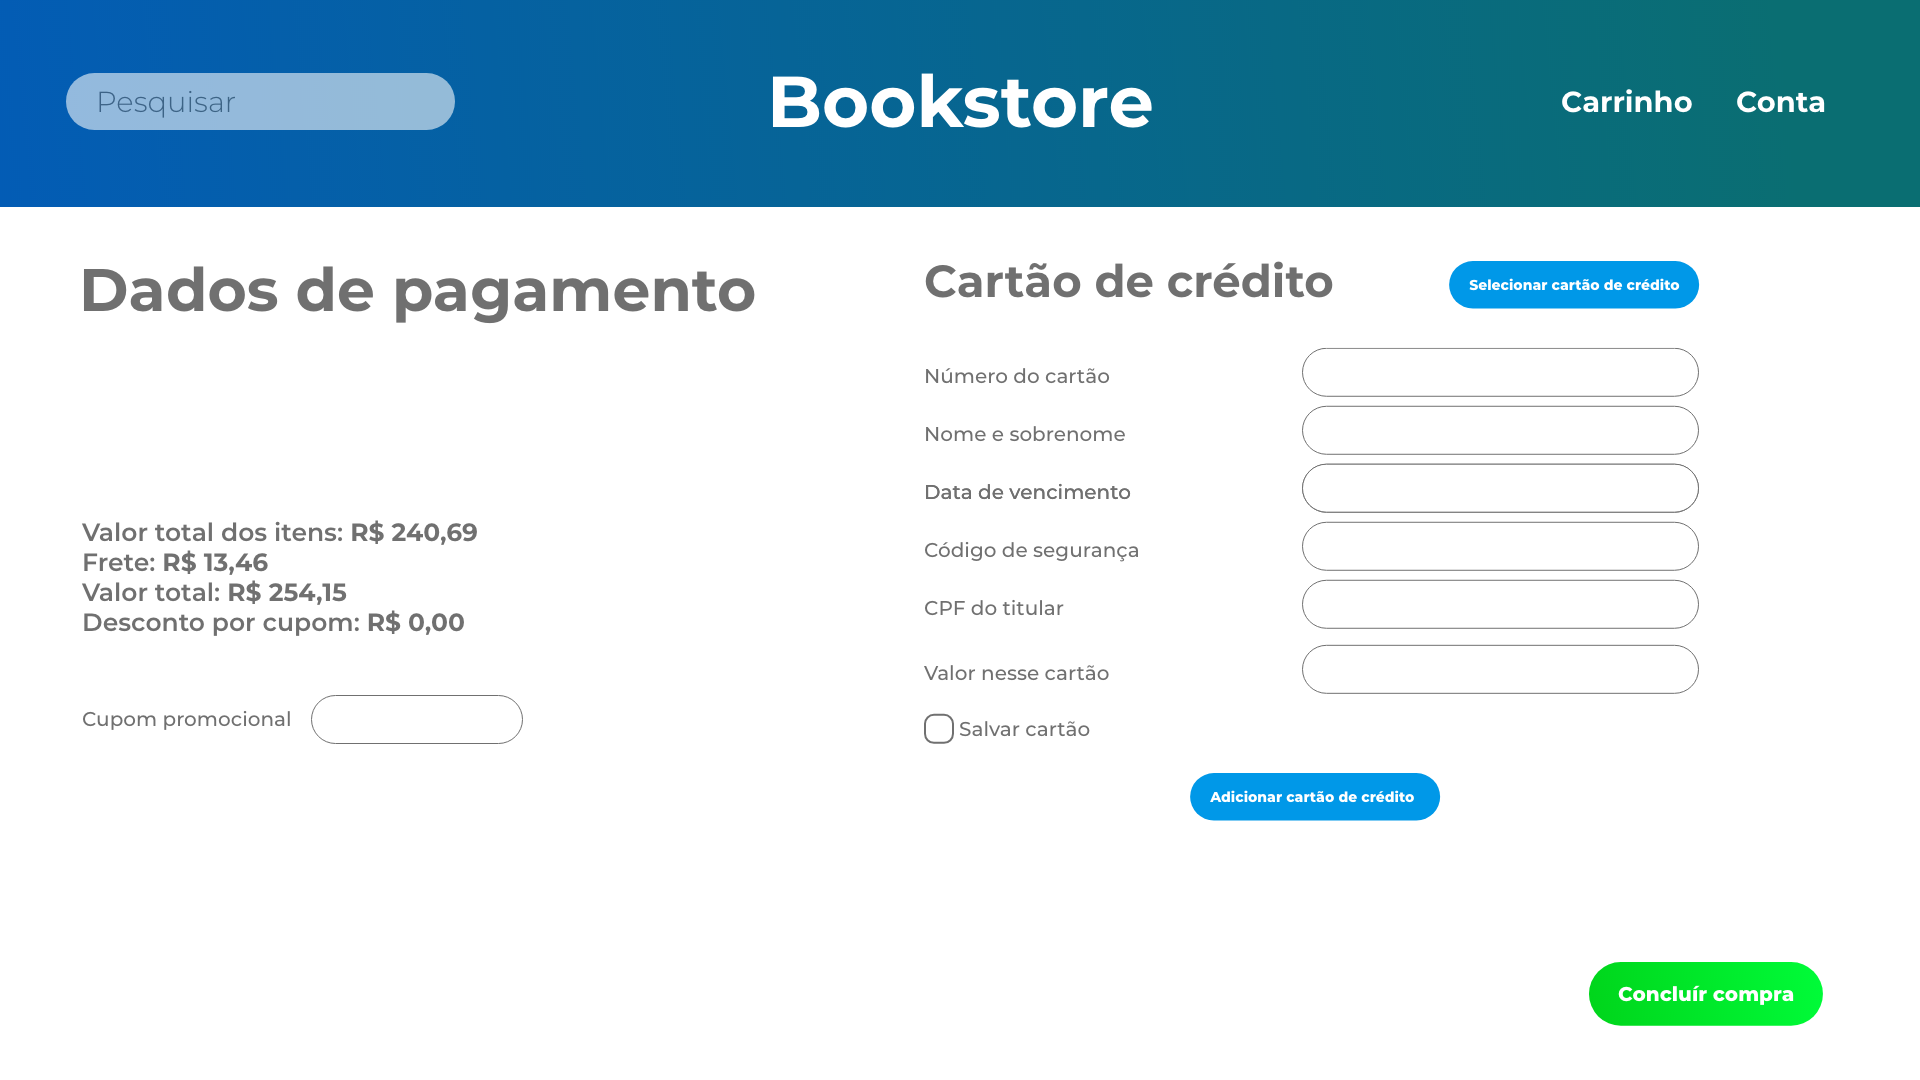 Pesquisar
Bookstore
Carrinho
Conta
Dados de pagamento
Valor total dos itens: R$ 240,69
Frete: R$ 13,46
Valor total: R$ 254,15
Desconto por cupom: R$ 0,00
Cupom promocional
Cartão de crédito
Selecionar cartão de crédito
Número do cartão
Nome e sobrenome
Data de vencimento
Código de segurança
CPF do titular
Valor nesse cartão
Salvar cartão
Adicionar cartão de crédito
Concluír compra